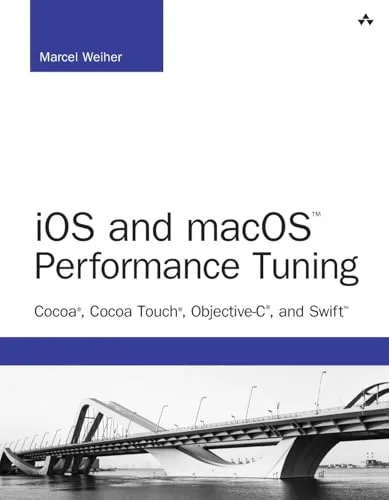 Marcel Weiher
iOS and macOS™
Performance Tuning
Cocoa®, Cocoa Touch®, Objective-C®, and Swift™